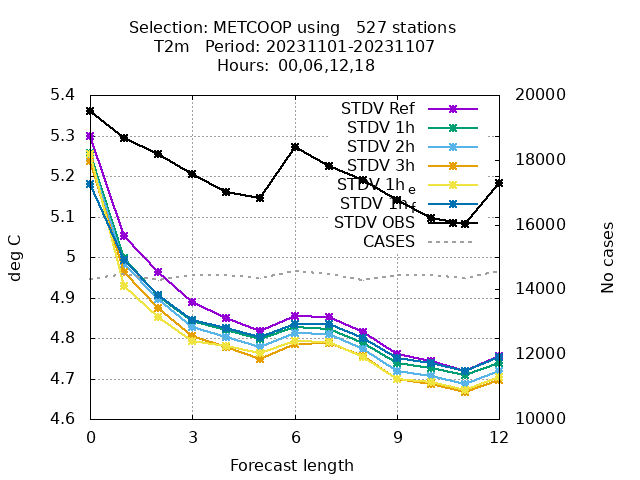 Selection: METCOOP using   527 stations
T2m   Period: 20231101-20231107
Hours:  00,06,12,18
5.4
5.3
5.2
5.1
5
4.9
4.8
4.7
4.6
deg C
20000
18000
16000
14000
12000
10000
No cases
STDV Ref
STDV 1h
STDV 2h
STDV 3h
STDV 1h e
STDV 1h f
STDV OBS
CASES
0 3 6 9 12
Forecast length